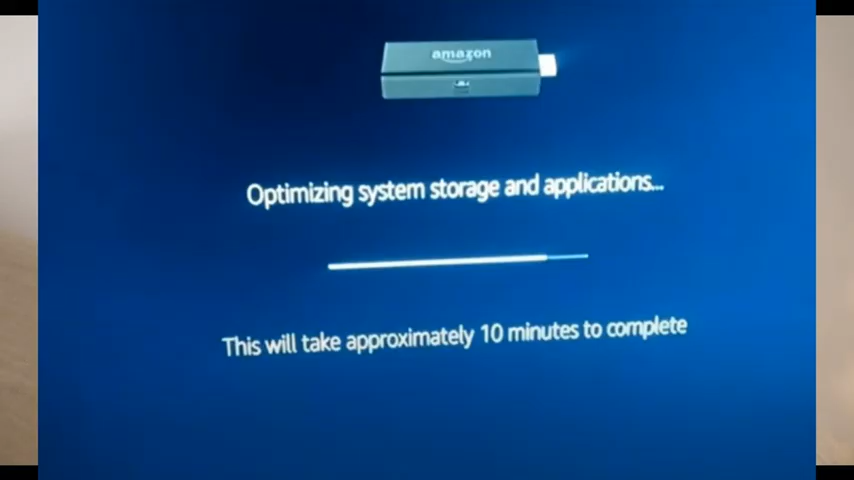 amazon
Optimizing system storage and applications...
This will take approximately 10 minutes to complete